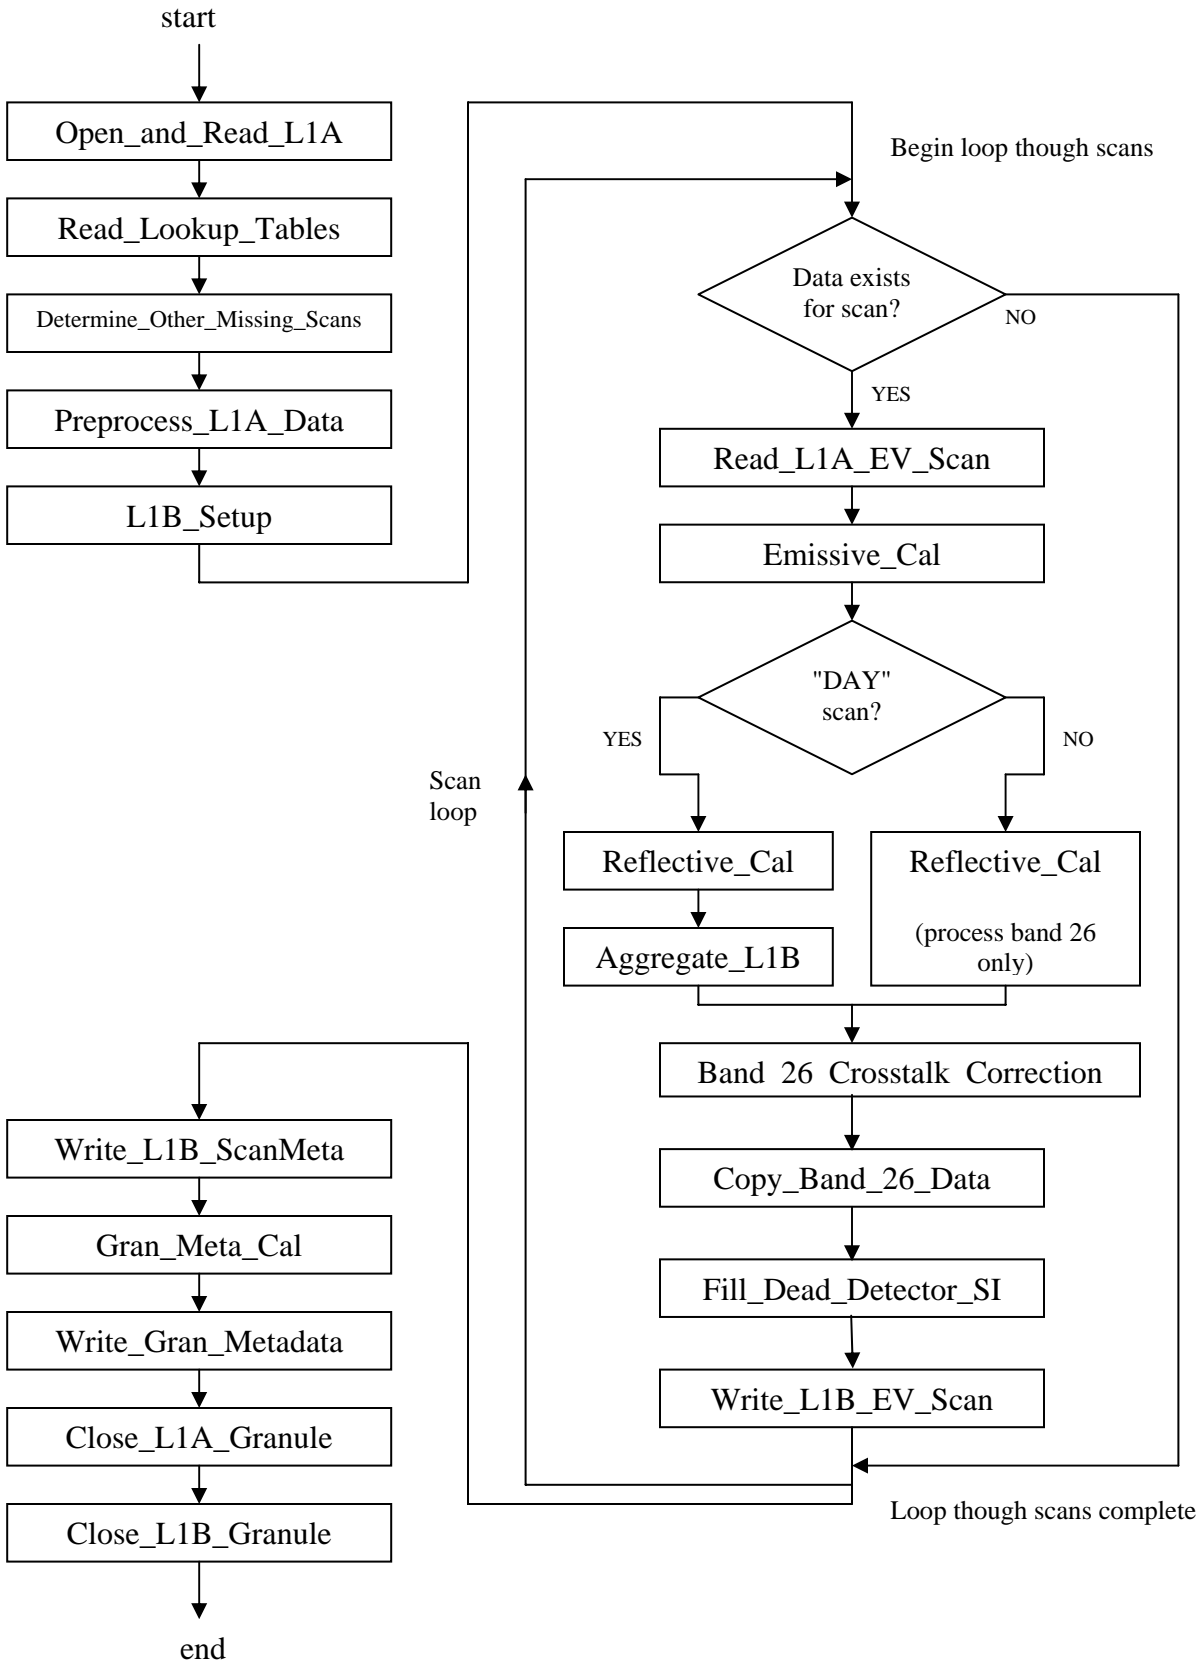 start
Open_and_Read_L1A
Read_Lookup_Tables
Determine_Other_Missing_Scans
Preprocess_L1A_Data
L1B_Setup
Begin loop though scans
Data exists
for scan?
NO
YES
Read_L1A_EV_Scan
Emissive_Cal
"DAY"
scan?
YES
NO
Scan
loop
Reflective_Cal
Aggregate_L1B
Reflective_Cal
(process band 26
only)
Band 26 Crosstalk Correction
Copy_Band_26_Data
Fill_Dead_Detector_SI
Write_L1B_EV_Scan
Loop though scans complete
Write_L1B_ScanMeta
Gran_Meta_Cal
Write_Gran_Metadata
Close_L1A_Granule
Close_L1B_Granule
end